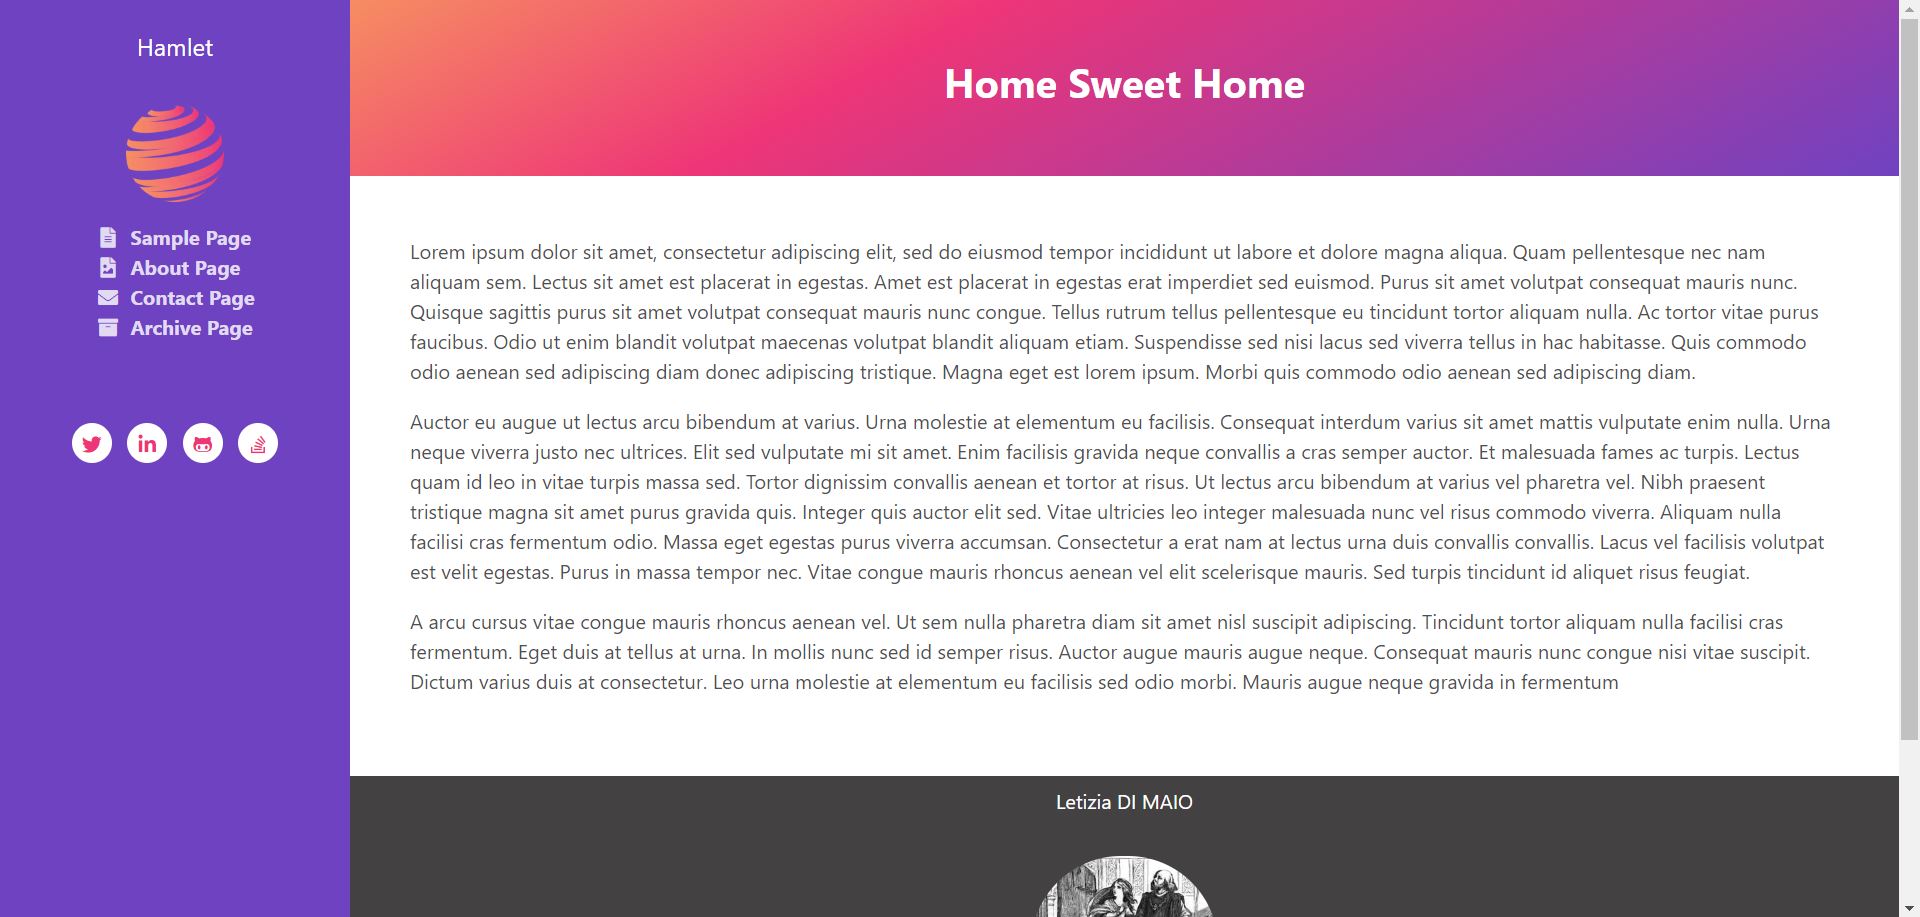 Hamlet
Sample Page
About Page
Contact Page
Archive Page
Home Sweet Home
Lorem ipsum dolor sit amet, consectetur adipiscing elit, sed do eiusmod tempor incididunt ut labore et dolore magna aliqua. Quam pellentesque nec nam
aliquam sem. Lectus sit amet est placerat in egestas. Amet est placerat in egestas erat imperdiet sed euismod. Purus sit amet volutpat consequat mauris nunc.
Quisque sagittis purus sit amet volutpat consequat mauris nunc congue. Tellus rutrum tellus pellentesque eu tincidunt tortor aliquam nulla. Ac tortor vitae purus
faucibus. Odio ut enim blandit volutpat maecenas volutpat blandit aliquam etiam. Suspendisse sed nisi lacus sed viverra tellus in hac habitasse. Quis commodo
odio aenean sed adipiscing diam donec adipiscing tristique. Magna eget est lorem ipsum. Morbi quis commodo odio aenean sed adipiscing diam.
Auctor eu augue ut lectus arcu bibendum at varius. Urna molestie at elementum eu facilisis. Consequat interdum varius sit amet mattis vulputate enim nulla. Urna
neque viverra justo nec ultrices. Elit sed vulputate mi sit amet. Enim facilisis gravida neque convallis a cras semper auctor. Et malesuada fames ac turpis. Lectus
quam id leo in vitae turpis massa sed. Tortor dignissim convallis aenean et tortor at risus. Ut lectus arcu bibendum at varius vel pharetra vel. Nibh praesent
tristique magna sit amet purus gravida quis. Integer quis auctor elit sed. Vitae ultricies leo integer malesuada nunc vel risus commodo viverra. Aliquam nulla
facilisi cras fermentum odio. Massa eget egestas purus viverra accumsan. Consectetur a erat nam at lectus urna duis convallis convallis. Lacus vel facilisis volutpat
est velit egestas. Purus in massa tempor nec. Vitae congue mauris rhoncus aenean vel elit scelerisque mauris. Sed turpis tincidunt id aliquet risus feugiat.
A arcu cursus vitae congue mauris rhoncus aenean vel. Ut sem nulla pharetra diam sit amet nisl suscipit adipiscing. Tincidunt tortor aliquam nulla facilisi cras
fermentum. Eget duis at tellus at urna. In mollis nunc sed id semper risus. Auctor augue mauris augue neque. Consequat mauris nunc congue nisi vitae suscipit.
Dictum varius duis at consectetur. Leo urna molestie at elementum eu facilisis sed odio morbi. Mauris augue neque gravida in fermentum
Letizia DI MAIO